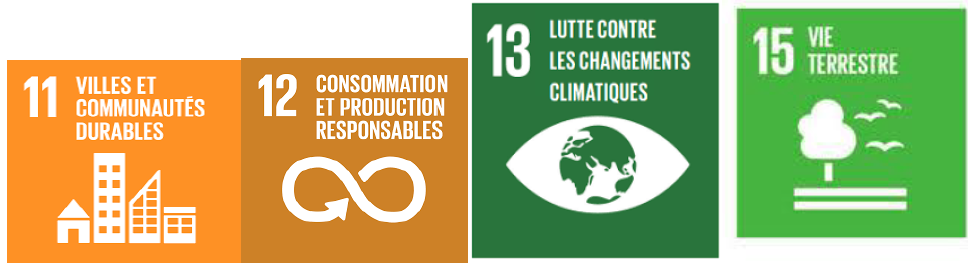 11 VILLES ET
COMMUNAUTÉS
DURABLES
12 CONSOMMATION
ET PRODUCTION
RESPONSABLES
13 LUTTE CONTRE
LES CHANGEMENTS
CLIMATIQUES
15 VIE
TERRESTRE